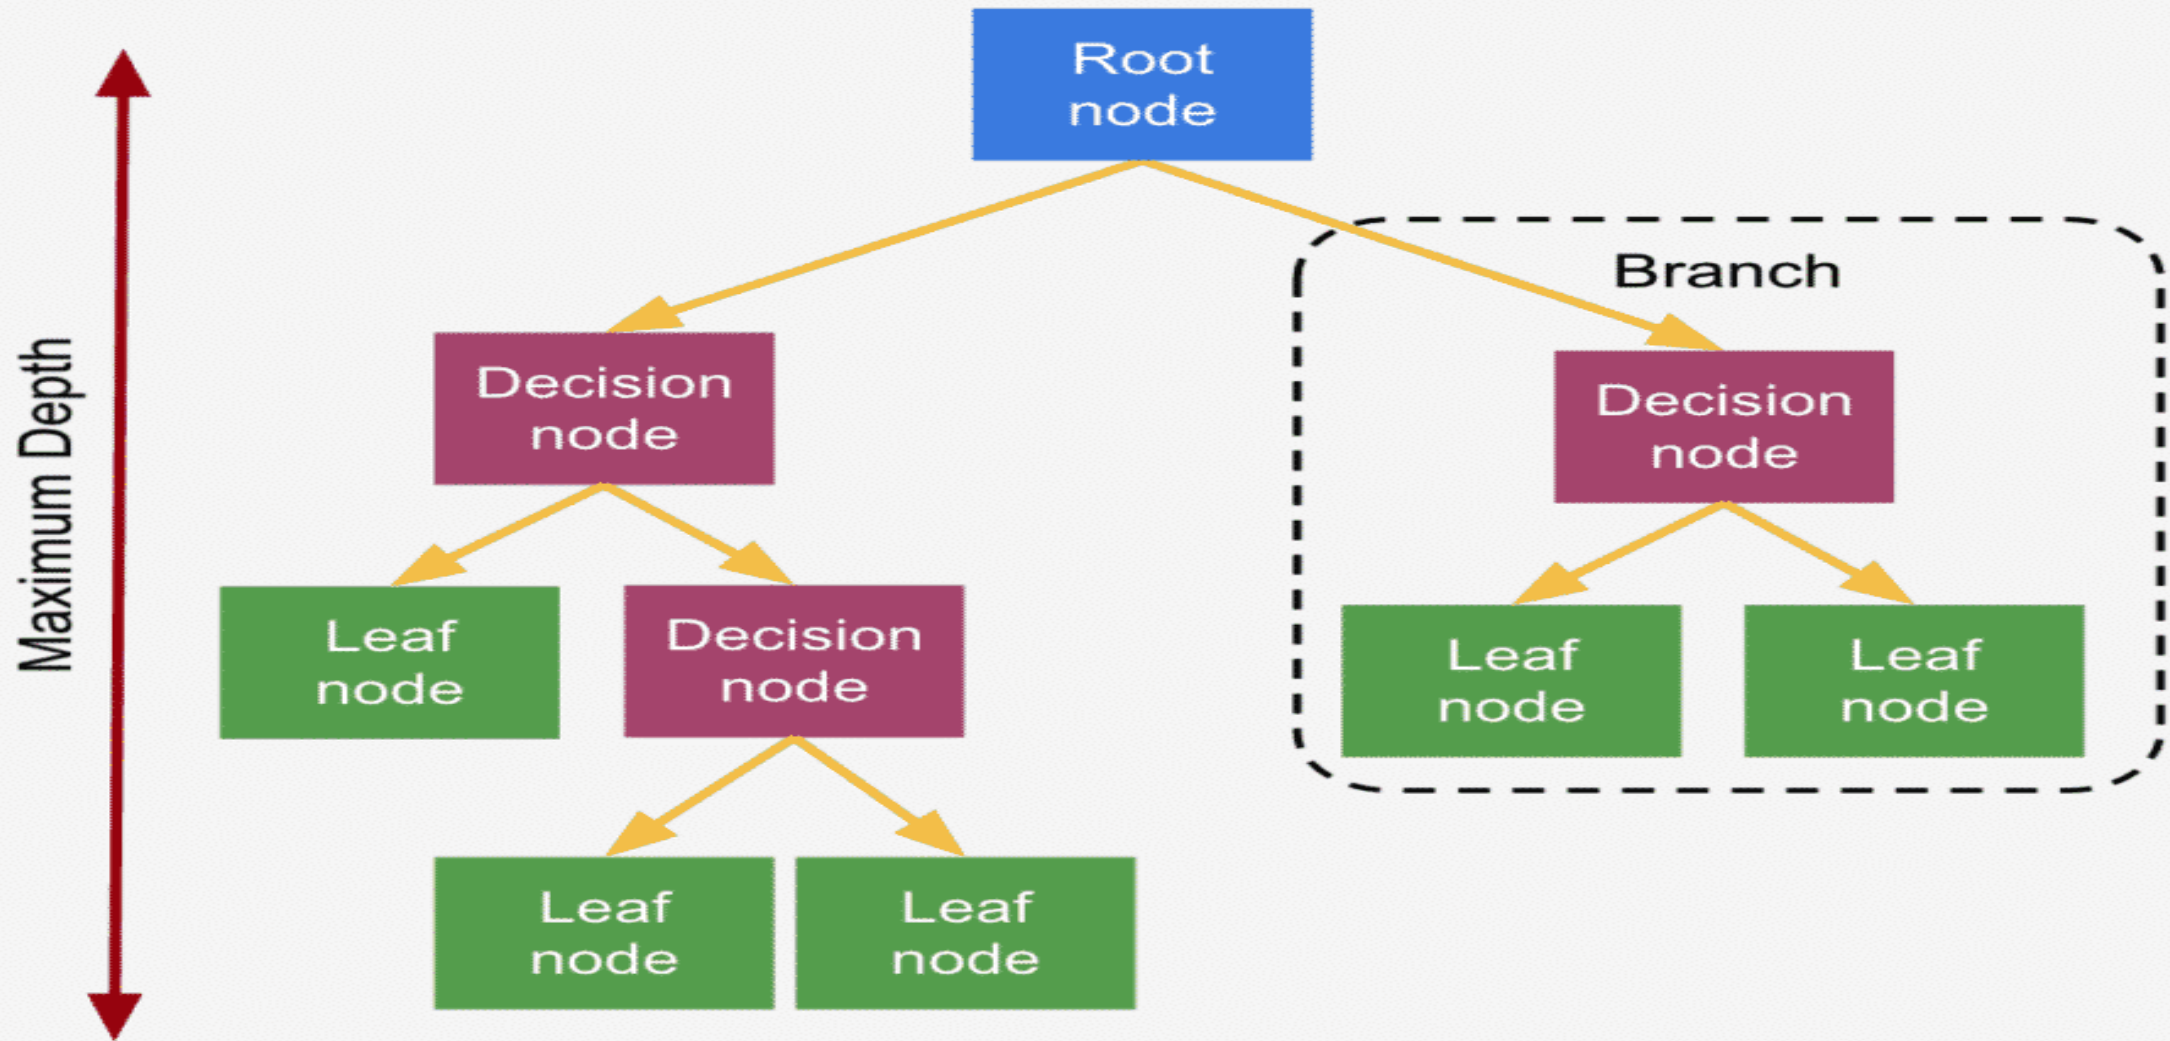 Root
node
Branch
Decision
node
Decision
node
Maximum Depth
Leaf
node
Decision
node
Leaf
node
Leaf
node
Leaf
node
Leaf
node